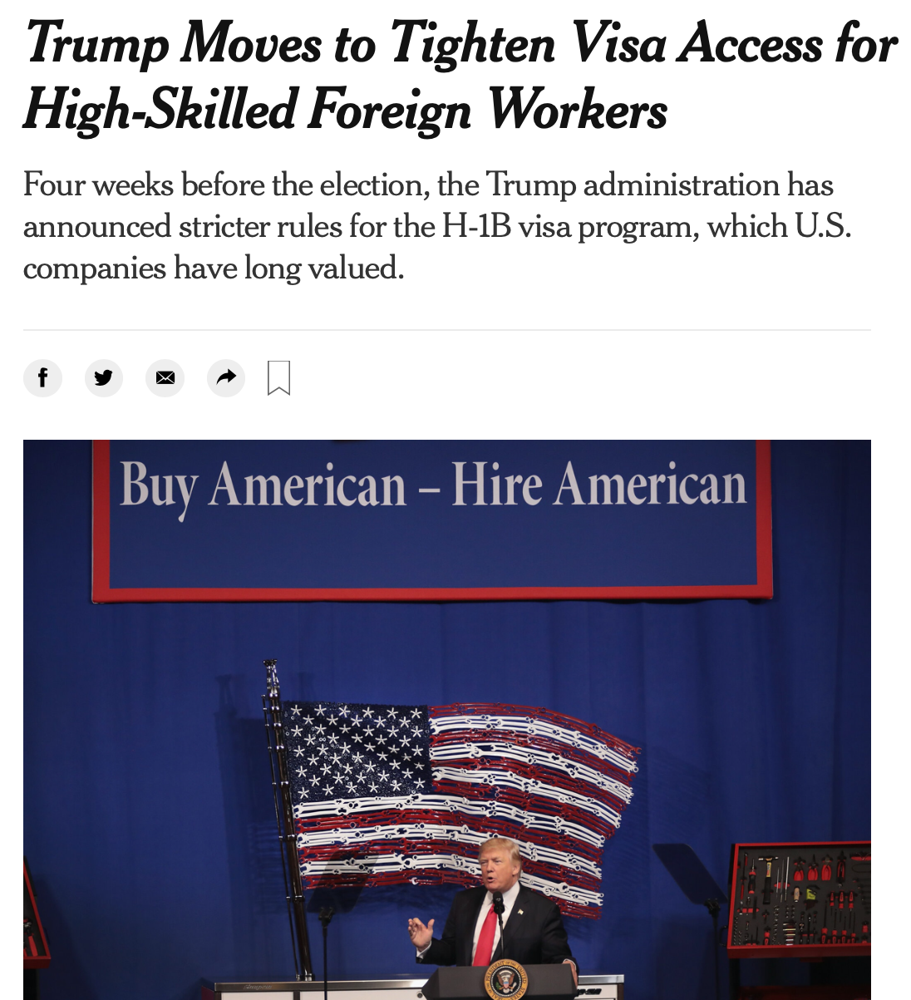 Trump Moves to Tighten Visa Access for
High-Skilled Foreign Workers
Four weeks before the election, the Trump administration has
announced stricter rules for the H-1B visa program, which U.S.
companies have long valued.
Buy American – Hire American